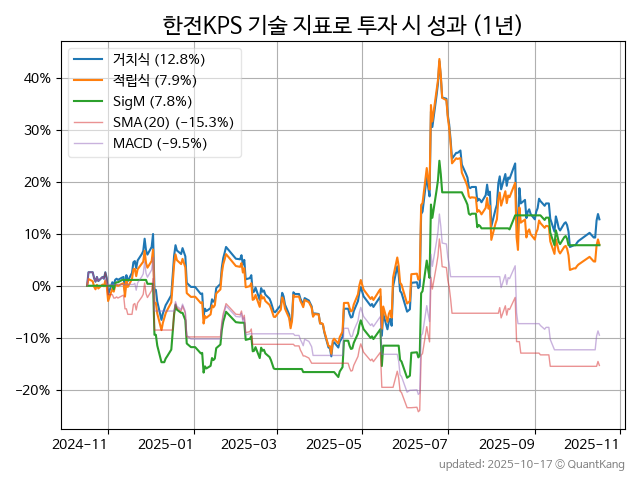 한전KPS 기술 지표로 투자 시 성과 (1년)
거치식 (12.8%)
적립식 (7.9%)
SigM (7.8%)
SMA(20) (−15.3%)
MACD (−9.5%)
40%
30%
20%
10%
0%
−10%
−20%
2024-11 2025-01 2025-03 2025-05 2025-07 2025-09 2025-11
updated: 2025-10-17 © QuantKang